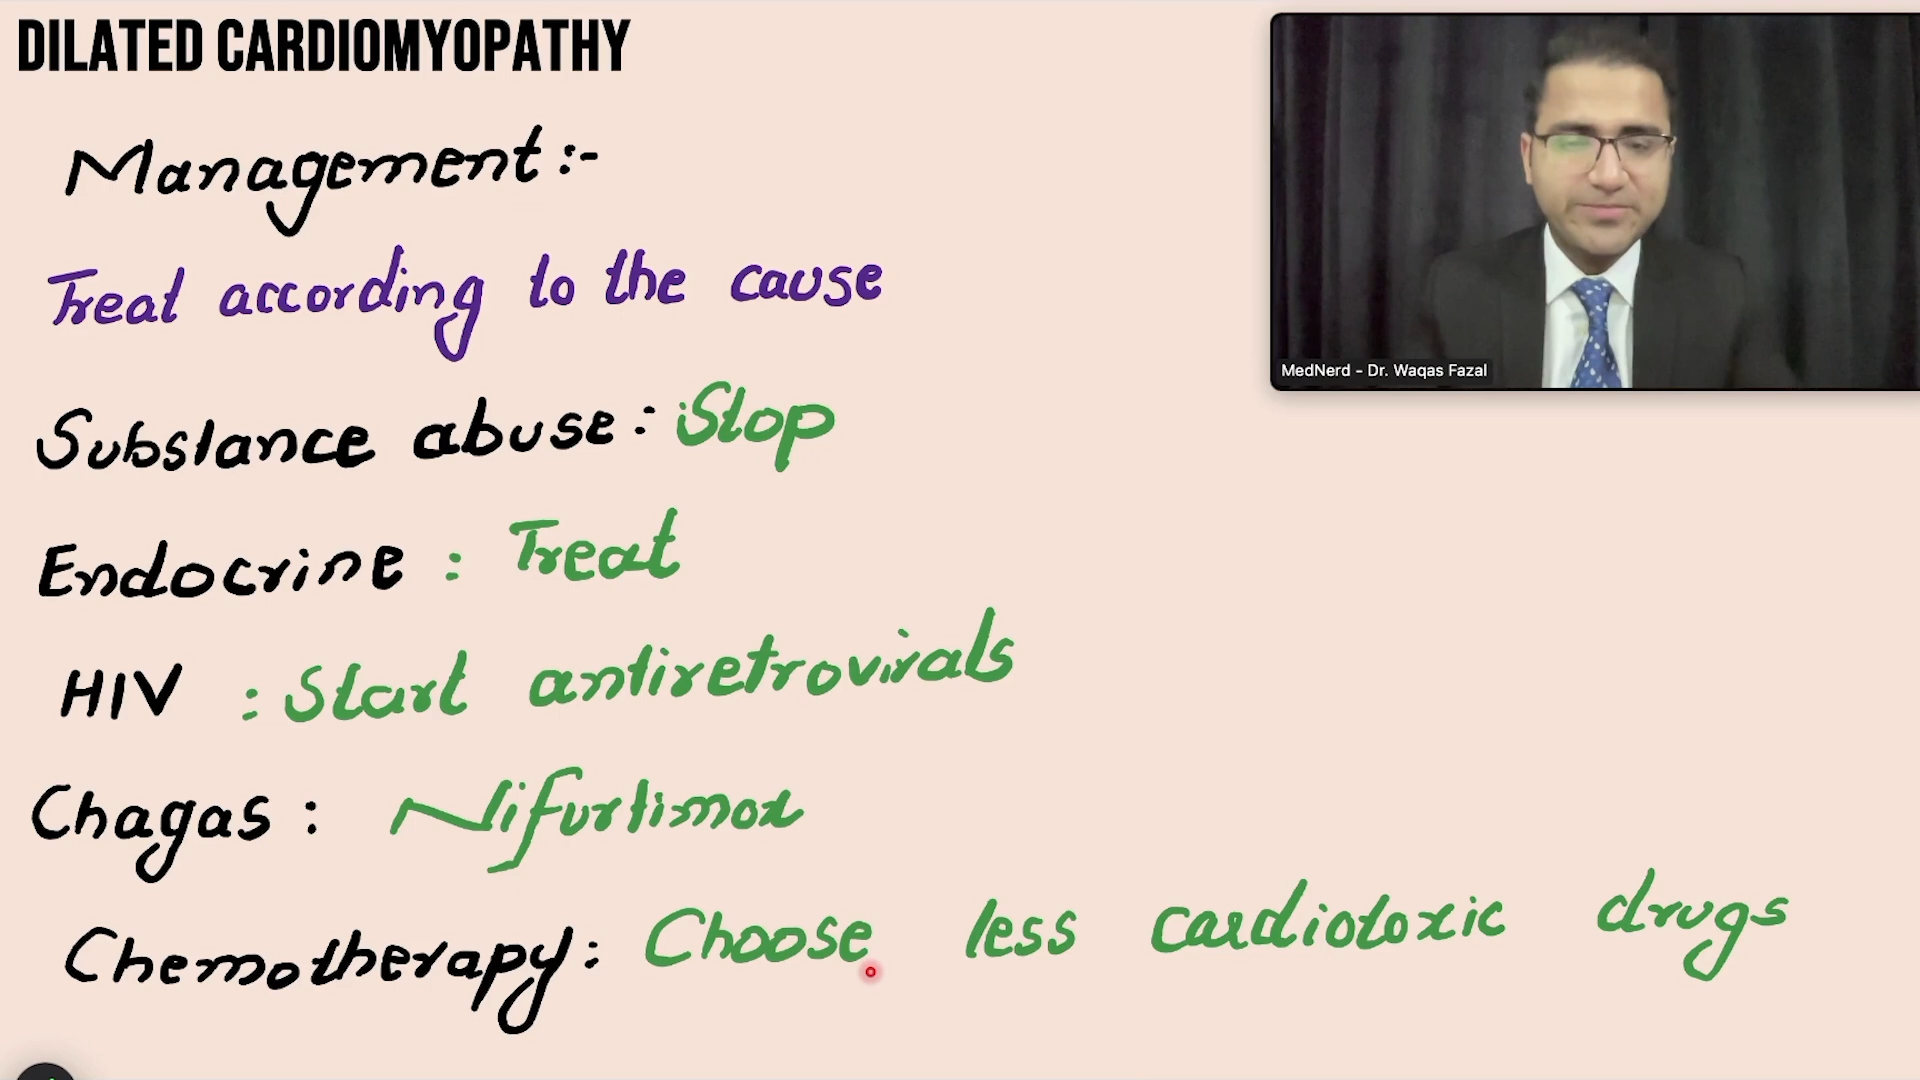 DILATED CARDIOMYOPATHY
Management :-
Treat according to the cause
Substance abuse : Stop
Endocrine : Treat
HIV : Start antiretrovirals
Chagas : Nifurtimox
Chemotherapy : Choose less cardiotoxic drugs
MedNerd - Dr. Waqas Fazal